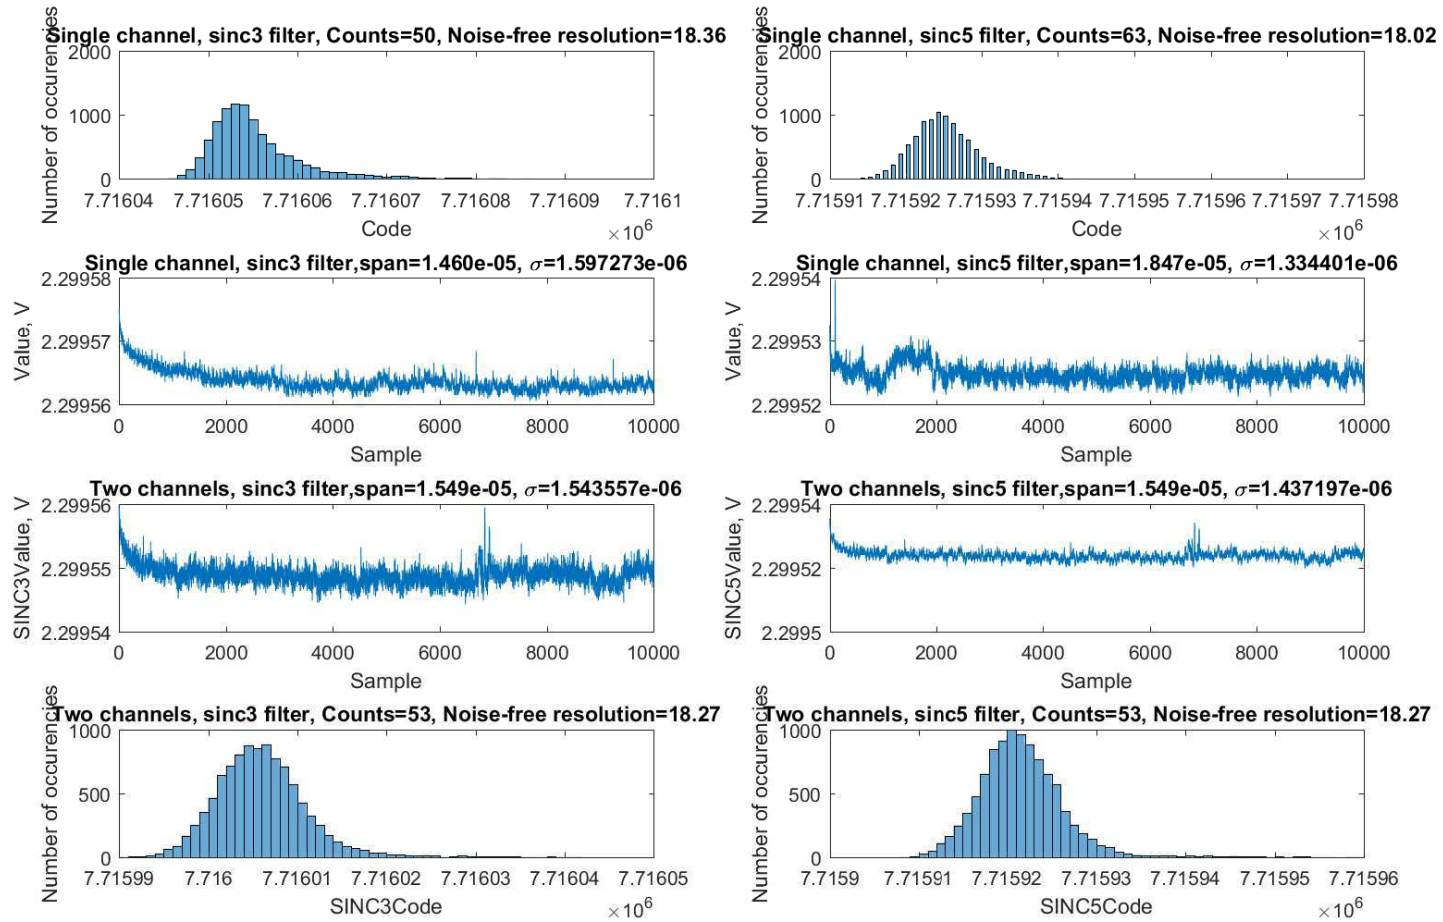 Single channel, sinc3 filter, Counts=50, Noise-free resolution=18.36
Number of occurencies
2000
1000
0
7.71604 7.71605 7.71606 7.71607 7.71608 7.71609 7.7161
Code
×10^6
Single channel, sinc5 filter, Counts=63, Noise-free resolution=18.02
Number of occurencies
2000
1000
0
7.71591 7.71592 7.71593 7.71594 7.71595 7.71596 7.71597 7.71598
Code
×10^6
Single channel, sinc3 filter,span=1.460e-05, σ=1.597273e-06
Value, V
2.299958
2.299957
2.299956
0 2000 4000 6000 8000 10000
Sample
Single channel, sinc5 filter,span=1.847e-05, σ=1.334401e-06
Value, V
2.29954
2.29953
2.29952
0 2000 4000 6000 8000 10000
Sample
Two channels, sinc3 filter,span=1.549e-05, σ=1.543557e-06
SINC3Value, V
2.29956
2.29955
2.29954
0 2000 4000 6000 8000 10000
Sample
Two channels, sinc5 filter,span=1.549e-05, σ=1.437197e-06
SINC5Value, V
2.29954
2.29952
2.2995
0 2000 4000 6000 8000 10000
Sample
Two channels, sinc3 filter, Counts=53, Noise-free resolution=18.27
Number of occurencies
1000
500
0
7.71599 7.716 7.71601 7.71602 7.71603 7.71604 7.71605
SINC3Code
×10^6
Two channels, sinc5 filter, Counts=53, Noise-free resolution=18.27
Number of occurencies
1000
500
0
7.7159 7.71591 7.71592 7.71593 7.71594 7.71595 7.71596
SINC5Code
×10^6